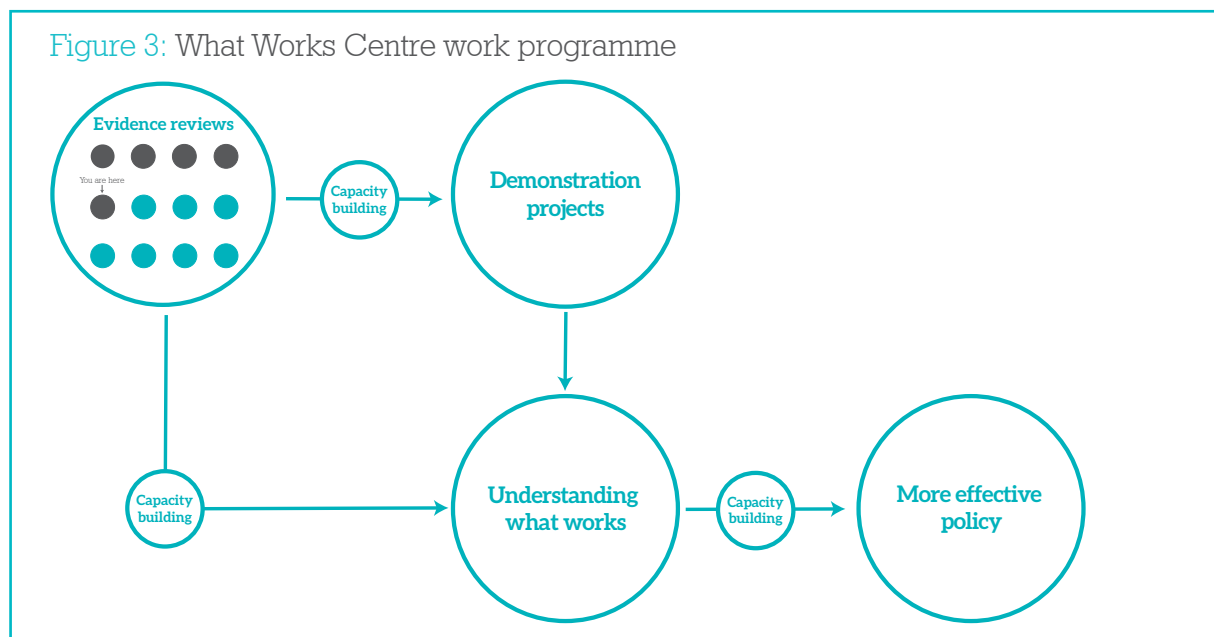 Figure 3: What Works Centre work programme
Evidence reviews
You are here
Capacity
building
Demonstration
projects
Capacity
building
Understanding
what works
Capacity
building
More effective
policy